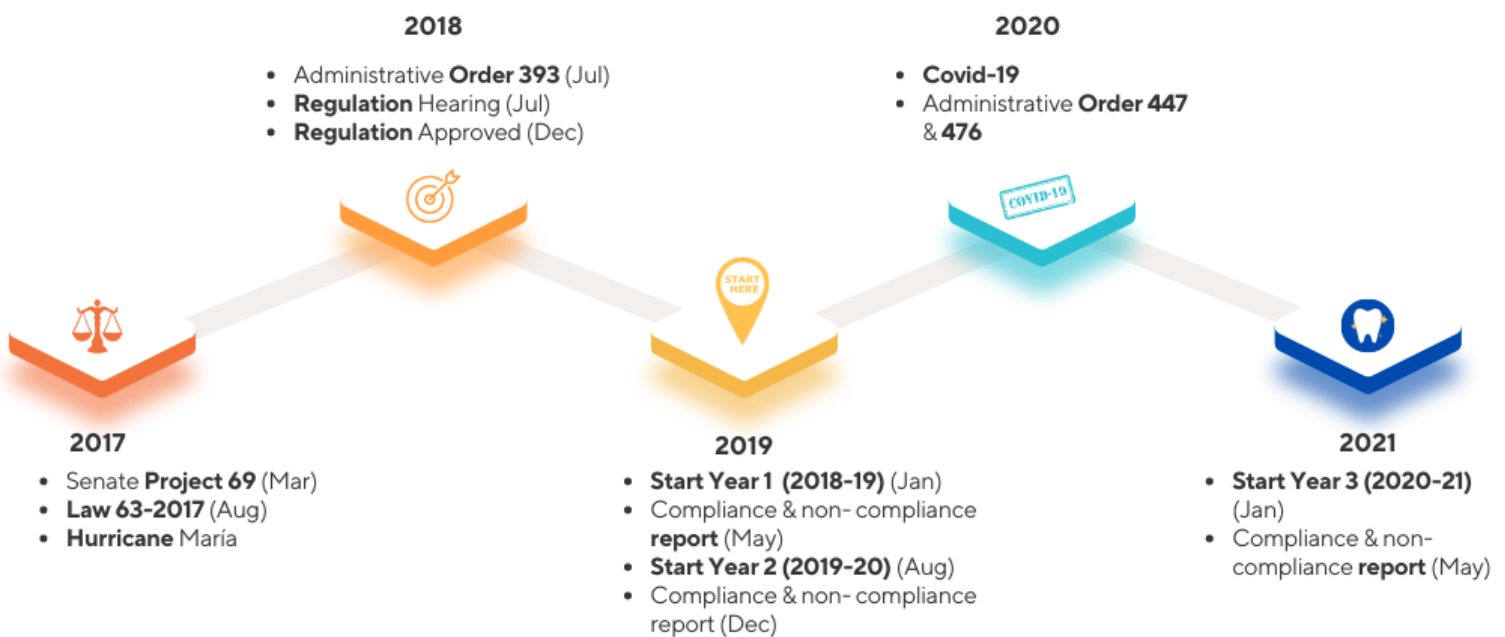 2018
• Administrative Order 393 (Jul)
• Regulation Hearing (Jul)
• Regulation Approved (Dec)
2020
• Covid-19
• Administrative Order 447
& 476
COVID-19
START
HERE
2017
• Senate Project 69 (Mar)
• Law 63-2017 (Aug)
• Hurricane María
2019
• Start Year 1 (2018-19) (Jan)
• Compliance & non- compliance
report (May)
• Start Year 2 (2019-20) (Aug)
• Compliance & non- compliance
report (Dec)
2021
• Start Year 3 (2020-21)
(Jan)
• Compliance & non-
compliance report (May)